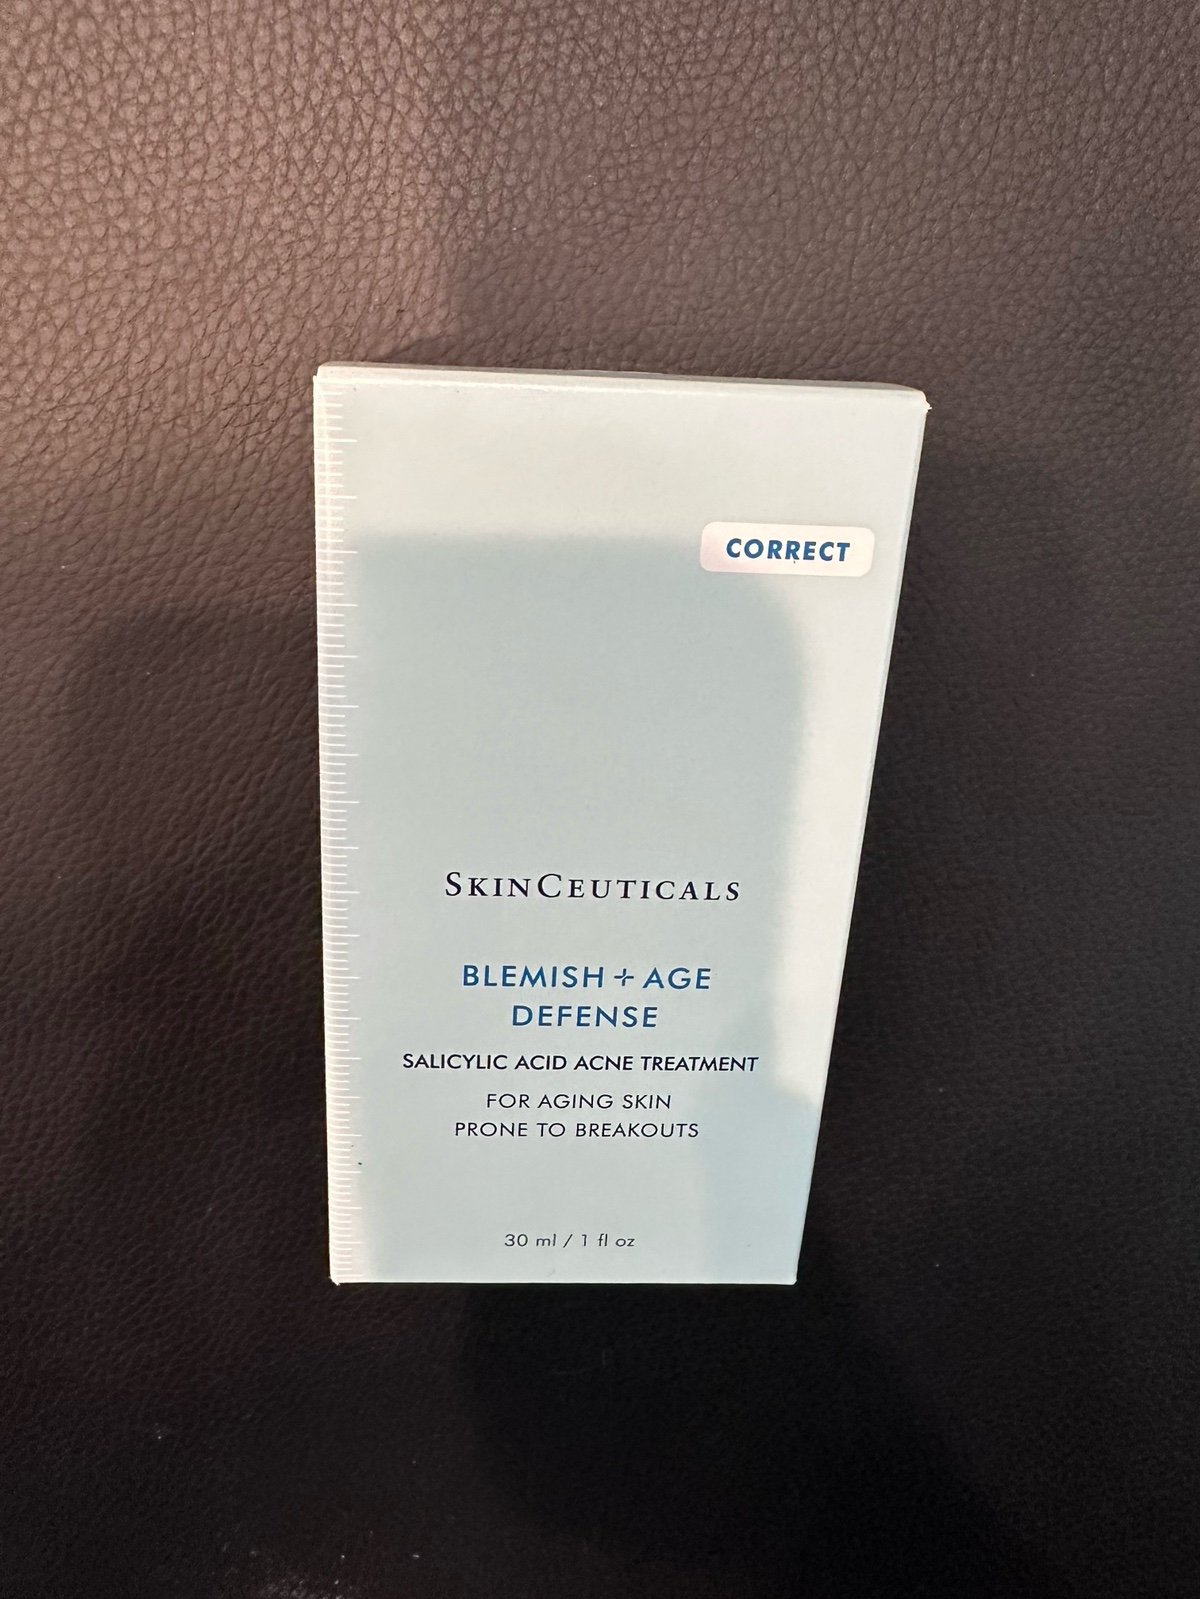 CORRECT
SKINCEUTICALS
BLEMISH + AGE
DEFENSE
SALICYLIC ACID ACNE TREATMENT
FOR AGING SKIN
PRONE TO BREAKOUTS
30 ml / 1 fl oz